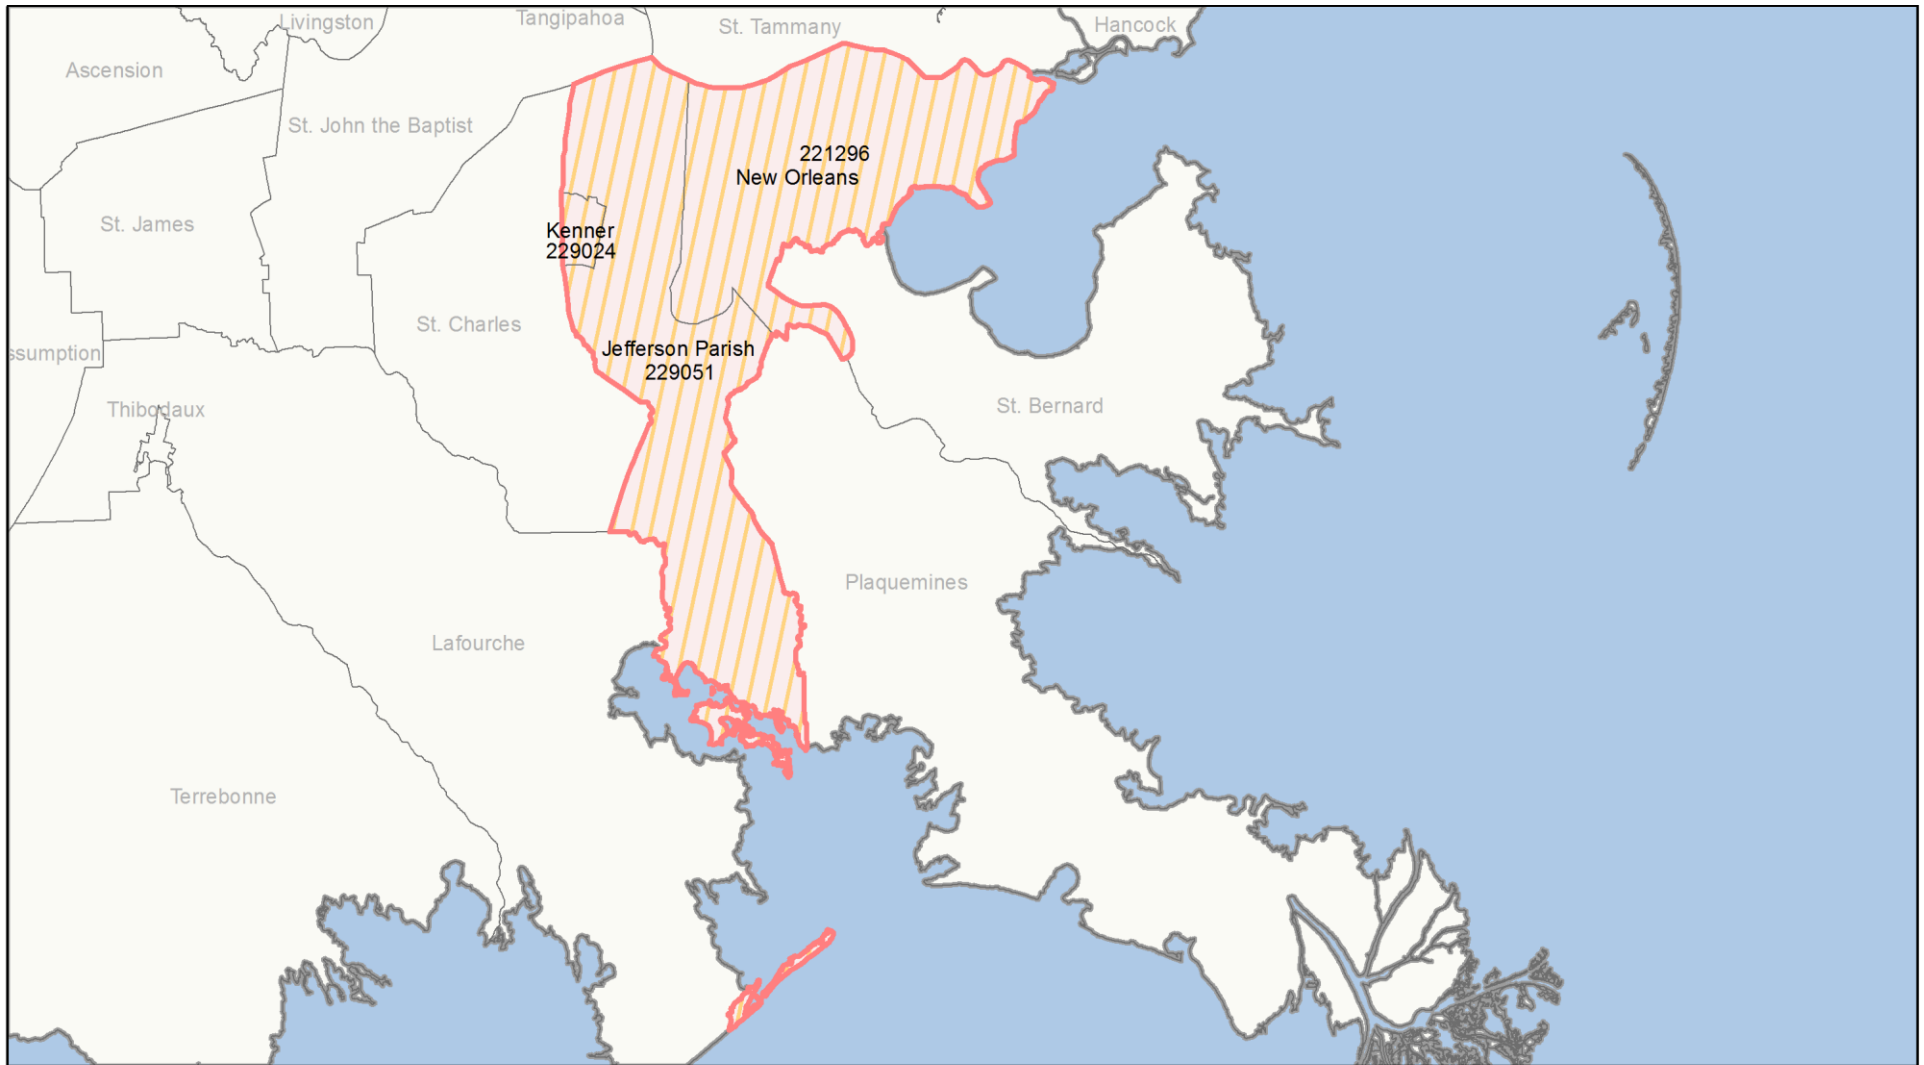 Livingston
Tangipahoa
St. Tammany
Hancock
Ascension
St. John the Baptist
221296
New Orleans
St. James
Kenner
229024
St. Charles
ssumption
Jefferson Parish
229051
Thibodaux
St. Bernard
Plaquemines
Lafourche
Terrebonne